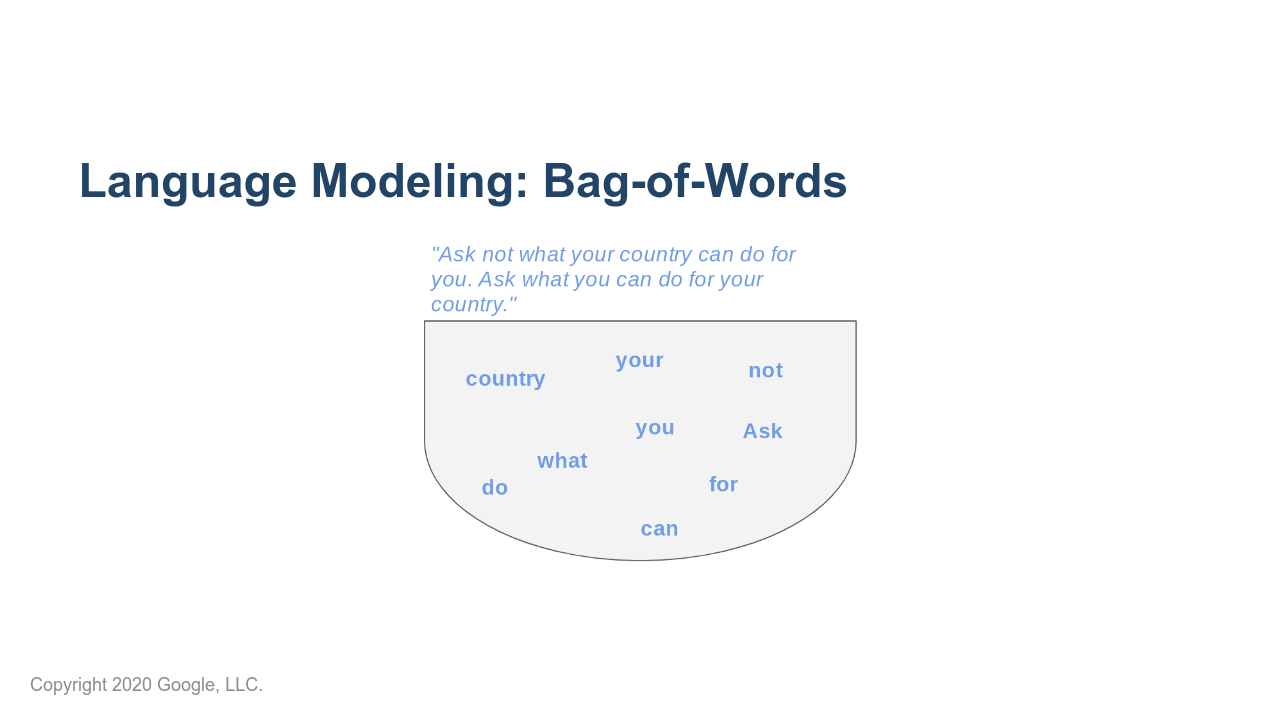 Language Modeling: Bag-of-Words
"Ask not what your country can do for
you. Ask what you can do for your
country."
your
not
country
you
Ask
what
do
for
can
Copyright 2020 Google, LLC.